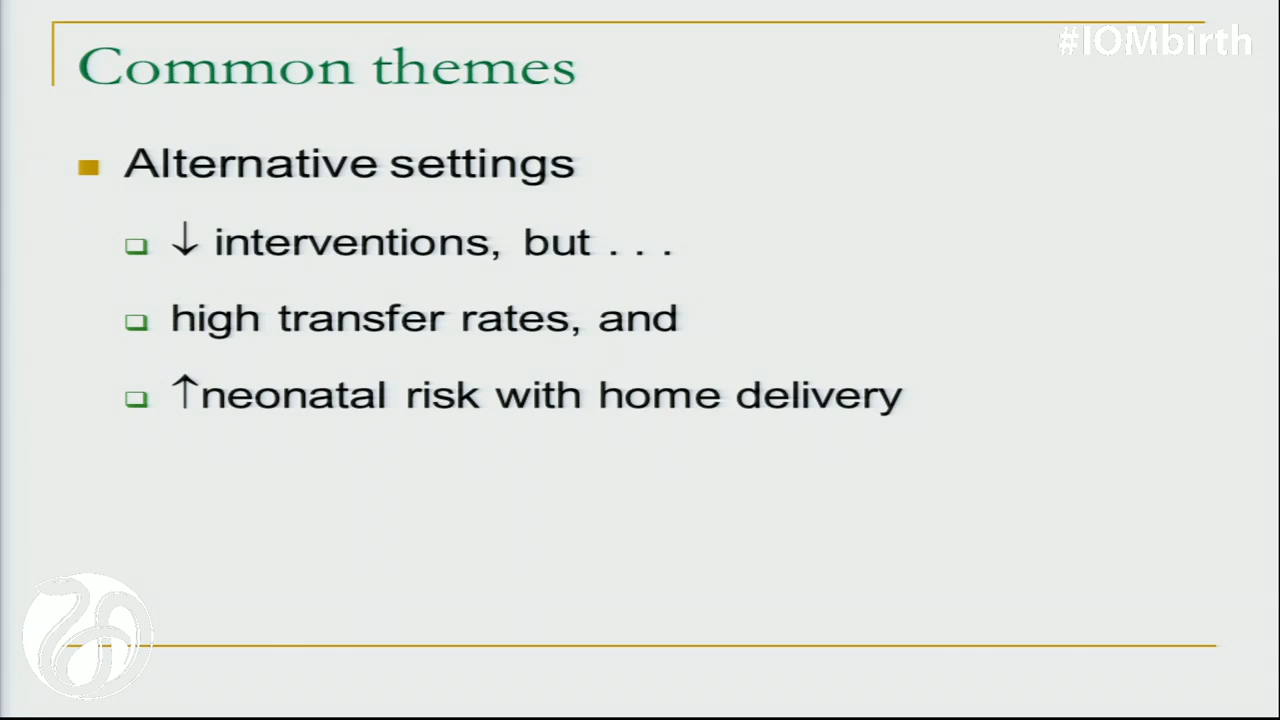 #IOMbirth
Common themes
Alternative settings
↓ interventions, but . . .
high transfer rates, and
↑neonatal risk with home delivery